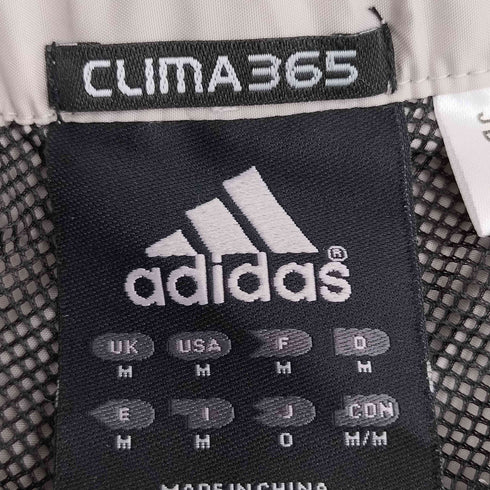 CLIMA365
adidas®
UK USA F D
M M M M
E I J CDN
M M O M/M
MADE IN CHINA